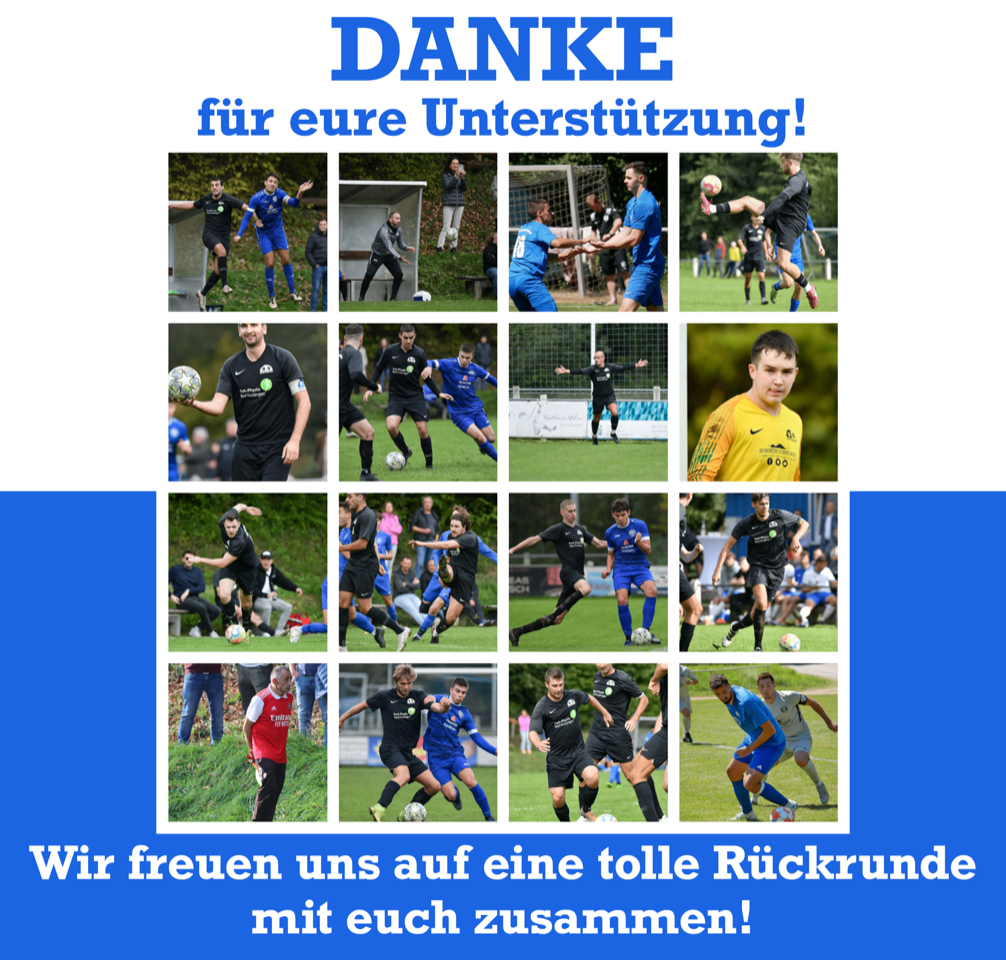 DANKE
für eure Unterstützung!
Wir freuen uns auf eine tolle Rückrunde
mit euch zusammen!